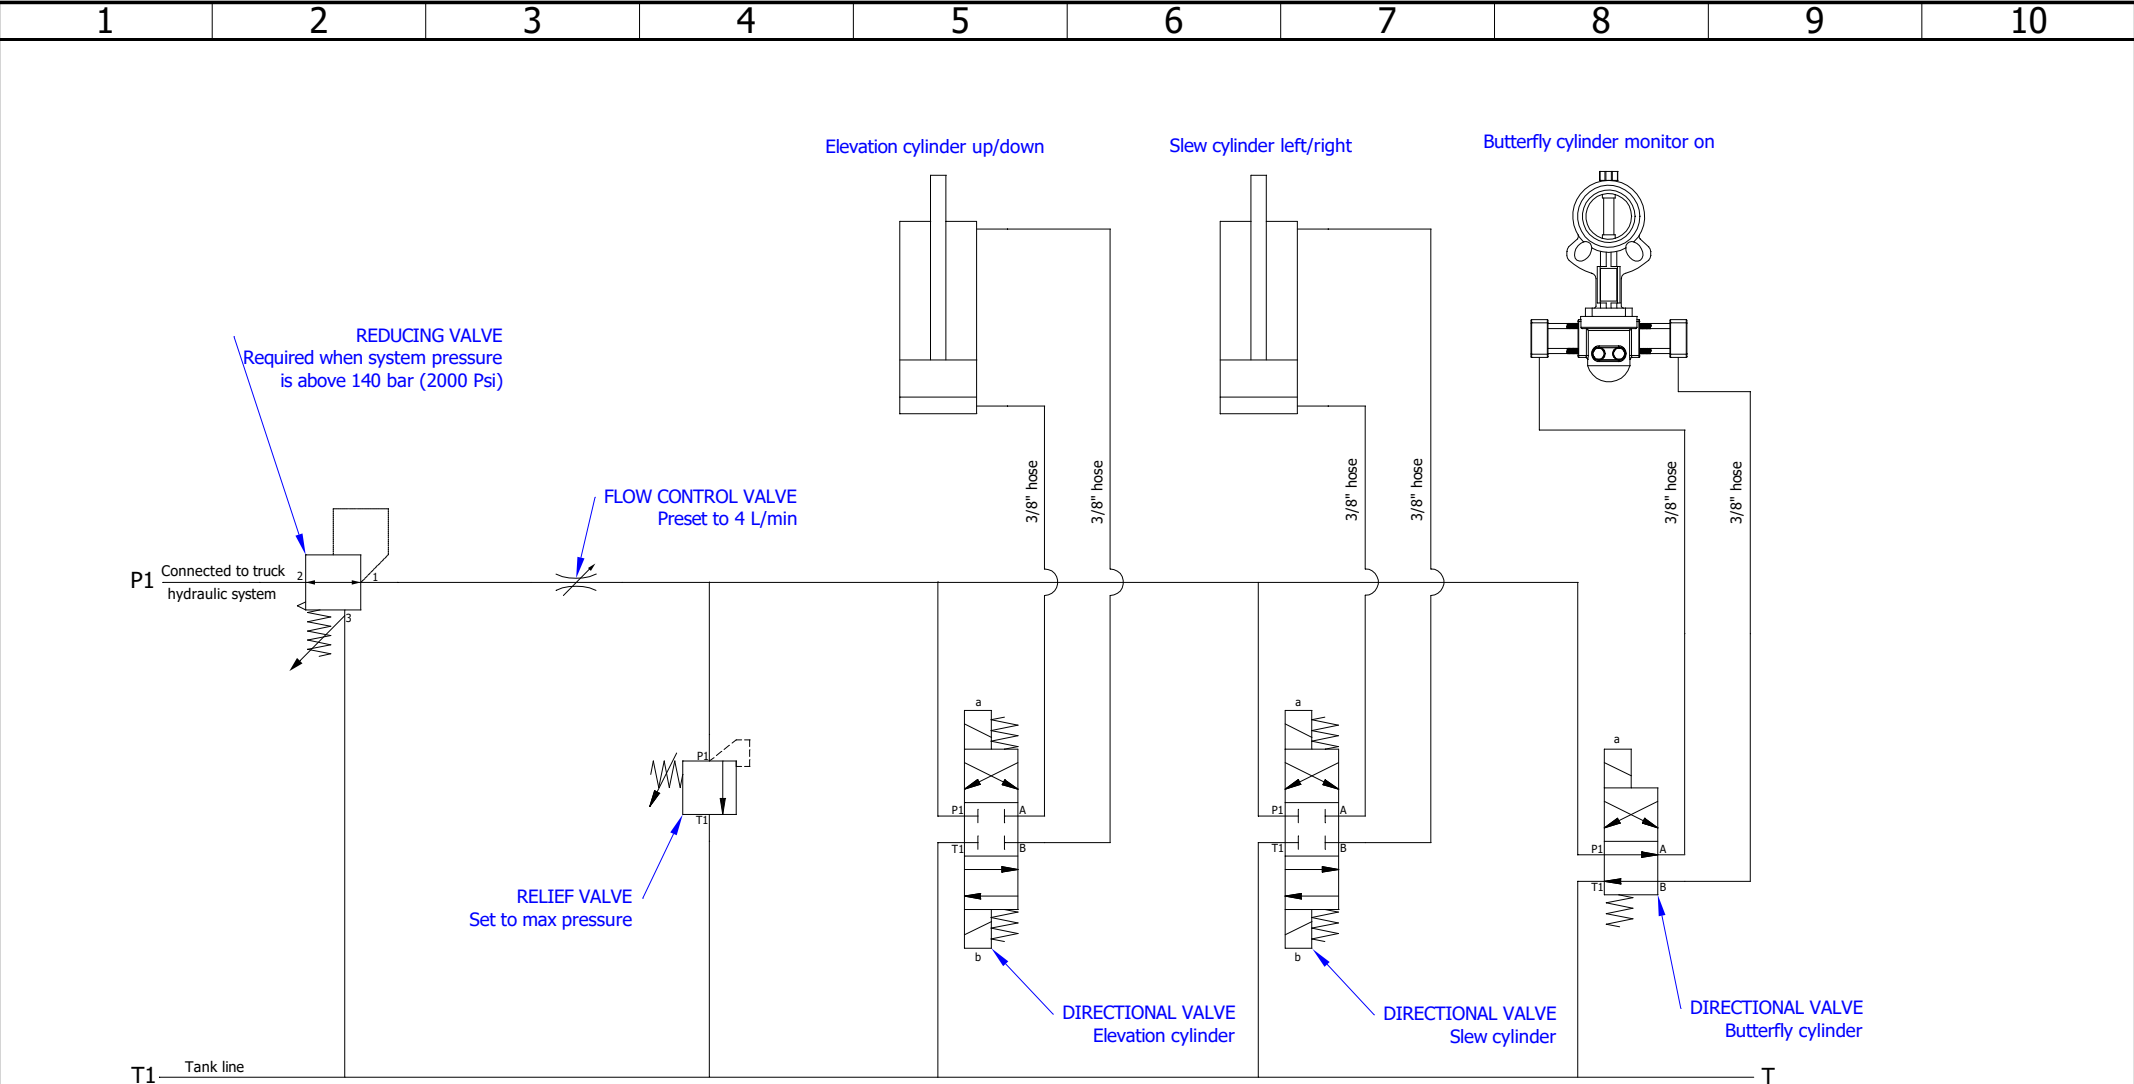 1 2 3 4 5 6 7 8 9 10
Elevation cylinder up/down
Slew cylinder left/right
Butterfly cylinder monitor on
REDUCING VALVE
Required when system pressure
is above 140 bar (2000 Psi)
FLOW CONTROL VALVE
Preset to 4 L/min
3/8" hose
3/8" hose
3/8" hose
3/8" hose
3/8" hose
3/8" hose
P1
Connected to truck
hydraulic system
2
1
3
P1
T1
RELIEF VALVE
Set to max pressure
a
P1
A
T1
B
b
DIRECTIONAL VALVE
Elevation cylinder
a
P1
A
T1
B
b
DIRECTIONAL VALVE
Slew cylinder
a
P1
A
T1
B
DIRECTIONAL VALVE
Butterfly cylinder
T1
Tank line
T